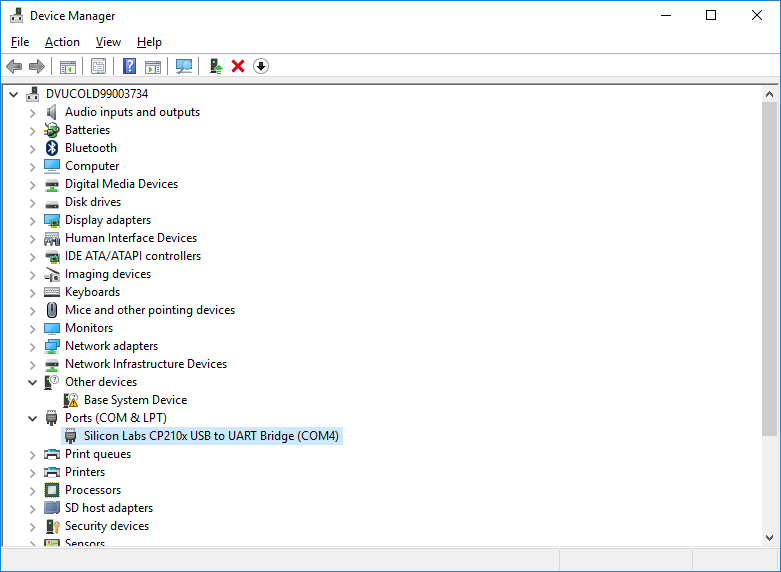 Device Manager
File Action View Help
DVUCOLD99003734
Audio inputs and outputs
Batteries
Bluetooth
Computer
Digital Media Devices
Disk drives
Display adapters
Human Interface Devices
IDE ATA/ATAPI controllers
Imaging devices
Keyboards
Mice and other pointing devices
Monitors
Network adapters
Network Infrastructure Devices
Other devices
Base System Device
Ports (COM & LPT)
Silicon Labs CP210x USB to UART Bridge (COM4)
Print queues
Printers
Processors
SD host adapters
Security devices
Sensors